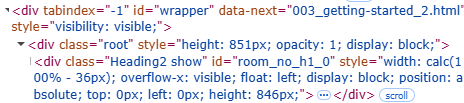 <div tabindex="-1" id="wrapper" data-next="003_getting-started_2.html"
style="visibility: visible;">
<div class="root" style="height: 851px; opacity: 1; display: block;">
<div class="Heading2 show" id="room_no_h1_0" style="width: calc(1
00% - 36px); overflow-x: visible; float: left; display: block; position: a
bsolute; top: 0px; left: 0px; height: 846px;">⋯</div> scroll